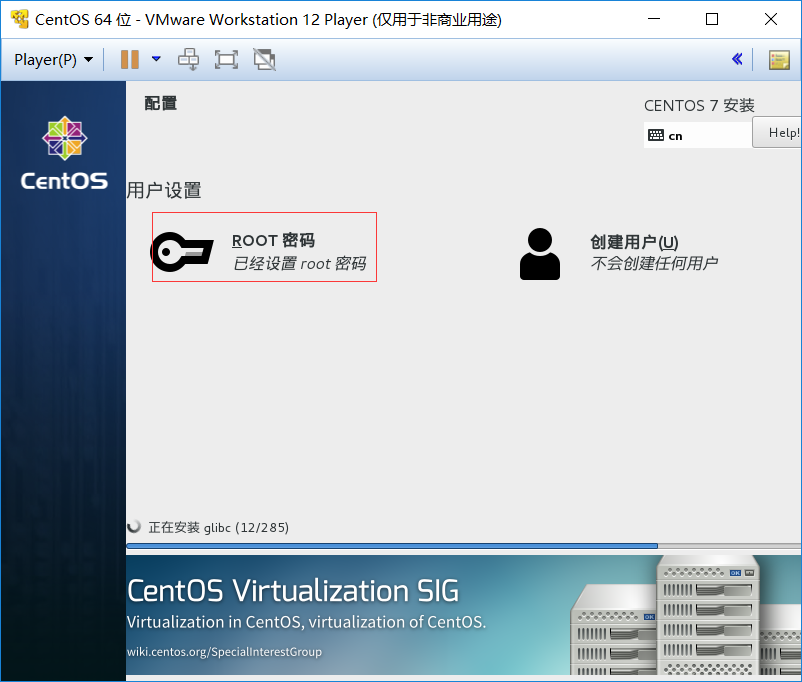 CentOS 64 位 - VMware Workstation 12 Player (仅用于非商业用途)
Player(P)
配置
CENTOS 7 安装
cn
Help!
CentOS
用户设置
ROOT 密码
已经设置 root 密码
创建用户(U)
不会创建任何用户
正在安装 glibc (12/285)
CentOS Virtualization SIG
Virtualization in CentOS, virtualization of CentOS.
wiki.centos.org/SpecialInterestGroup
OK
OK